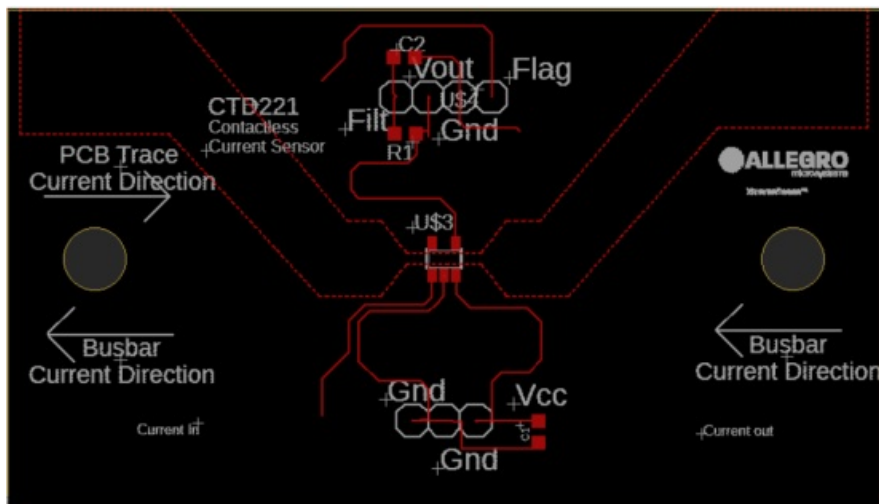 C2
Vout
Flag
U$4
CTD221
Contactless
Current Sensor
Filt
Gnd
R1
PCB Trace
Current Direction
ALLEGRO
microsystems
U$3
Busbar
Current Direction
Busbar
Current Direction
Gnd
Vcc
C1
Current In
Current out
Gnd